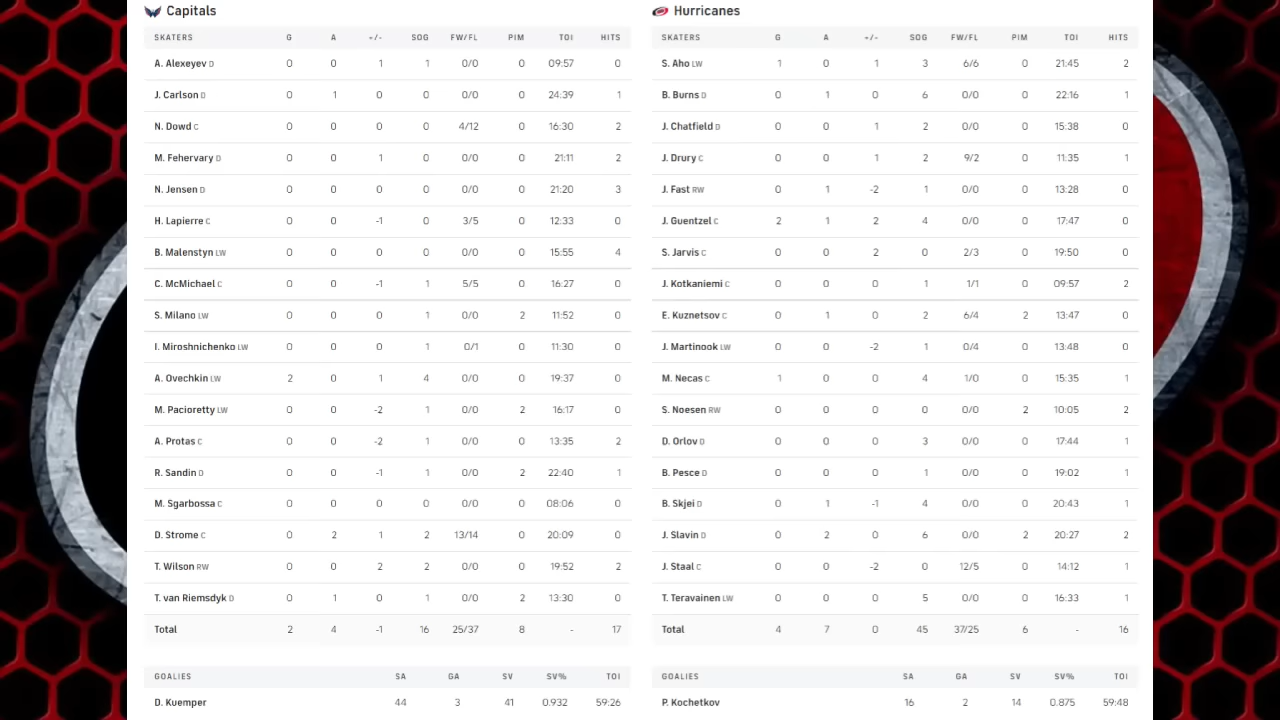 Capitals
SKATERS G A +/- SOG FW/FL PIM TOI HITS
A. Alexeyev D 0 0 1 1 0/0 0 09:57 0
J. Carlson D 0 1 0 0 0/0 0 24:39 1
N. Dowd C 0 0 0 0 4/12 0 16:30 2
M. Fehervary D 0 0 1 0 0/0 0 21:11 2
N. Jensen D 0 0 0 0 0/0 0 21:20 3
H. Lapierre C 0 0 -1 0 3/5 0 12:33 0
B. Malenstyn LW 0 0 0 0 0/0 0 15:55 4
C. McMichael C 0 0 -1 1 5/5 0 16:27 0
S. Milano LW 0 0 0 1 0/0 2 11:52 0
I. Miroshnichenko LW 0 0 0 1 0/1 0 11:30 0
A. Ovechkin LW 2 0 1 4 0/0 0 19:37 0
M. Pacioretty LW 0 0 -2 1 0/0 2 16:17 0
A. Protas C 0 0 -2 1 0/0 0 13:35 2
R. Sandin D 0 0 -1 1 0/0 2 22:40 1
M. Sgarbossa C 0 0 0 0 0/0 0 08:06 0
D. Strome C 0 2 1 2 13/14 0 20:09 0
T. Wilson RW 0 0 2 2 0/0 0 19:52 2
T. van Riemsdyk D 0 1 0 1 0/0 2 13:30 0
Total 2 4 -1 16 25/37 8 - 17
GOALIES SA GA SV SV% TOI
D. Kuemper 44 3 41 0.932 59:26
Hurricanes
SKATERS G A +/- SOG FW/FL PIM TOI HITS
S. Aho LW 1 0 1 3 6/6 0 21:45 2
B. Burns D 0 1 0 6 0/0 0 22:16 1
J. Chatfield D 0 0 1 2 0/0 0 15:38 0
J. Drury C 0 0 1 2 9/2 0 11:35 1
J. Fast RW 0 1 -2 1 0/0 0 13:28 0
J. Guentzel C 2 1 2 4 0/0 0 17:47 0
S. Jarvis C 0 0 2 0 2/3 0 19:50 0
J. Kotkaniemi C 0 0 0 1 1/1 0 09:57 2
E. Kuznetsov C 0 1 0 2 6/4 2 13:47 0
J. Martinook LW 0 0 -2 1 0/4 0 13:48 0
M. Necas C 1 0 0 4 1/0 0 15:35 1
S. Noesen RW 0 0 0 0 0/0 2 10:05 2
D. Orlov D 0 0 0 3 0/0 0 17:44 1
B. Pesce D 0 0 0 1 0/0 0 19:02 1
B. Skjei D 0 1 -1 4 0/0 0 20:43 1
J. Slavin D 0 2 0 6 0/0 2 20:27 2
J. Staal C 0 0 -2 0 12/5 0 14:12 1
T. Teravainen LW 0 0 0 5 0/0 0 16:33 1
Total 4 7 0 45 37/25 6 - 16
GOALIES SA GA SV SV% TOI
P. Kochetkov 16 2 14 0.875 59:48